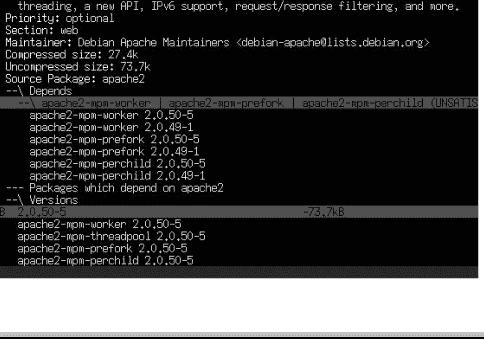 threading, a new API, IPv6 support, request/response filtering, and more.
Priority: optional
Section: web
Maintainer: Debian Apache Maintainers <debian-apache@lists.debian.org>
Compressed size: 27.4k
Uncompressed size: 73.7k
Source Package: apache2
--\ Depends
--\ apache2-mpm-worker | apache2-mpm-prefork | apache2-mpm-perchild (UNSATIS
apache2-mpm-worker 2.0.50-5
apache2-mpm-worker 2.0.49-1
apache2-mpm-prefork 2.0.50-5
apache2-mpm-prefork 2.0.49-1
apache2-mpm-perchild 2.0.50-5
apache2-mpm-perchild 2.0.49-1
--- Packages which depend on apache2
--\ Versions
B 2.0.50-5 -73.7kB
apache2-mpm-worker 2.0.50-5
apache2-mpm-threadpool 2.0.50-5
apache2-mpm-prefork 2.0.50-5
apache2-mpm-perchild 2.0.50-5